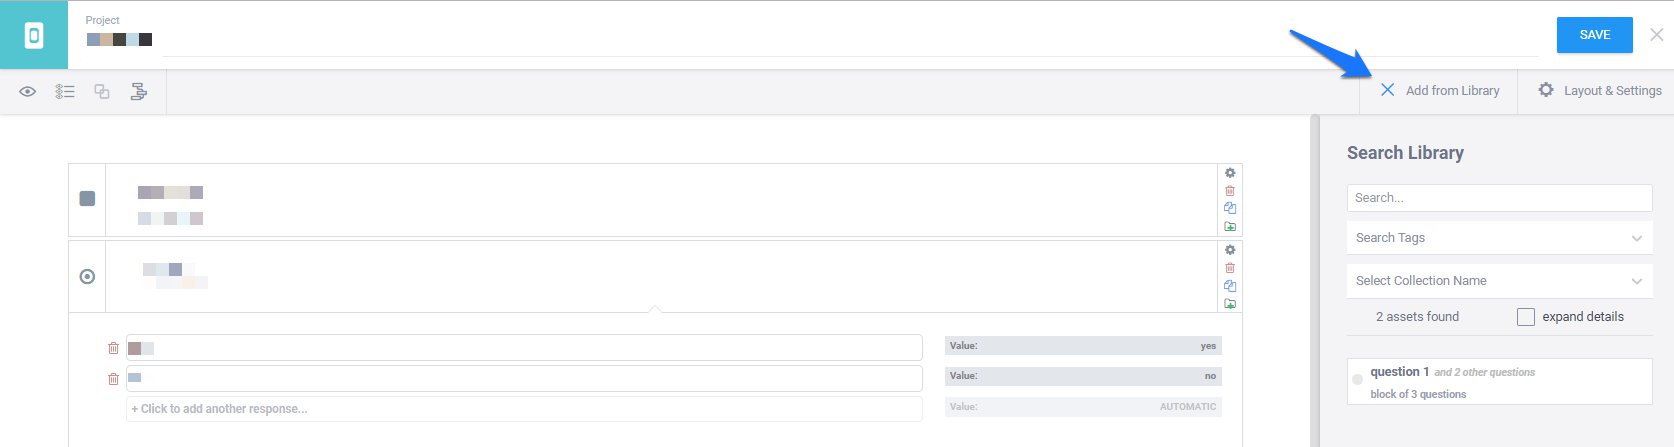 Project
SAVE
Add from Library
Layout & Settings
Search Library
Search...
Search Tags
Select Collection Name
2 assets found
expand details
question 1 and 2 other questions
block of 3 questions
Value: yes
Value: no
+ Click to add another response...
Value: AUTOMATIC